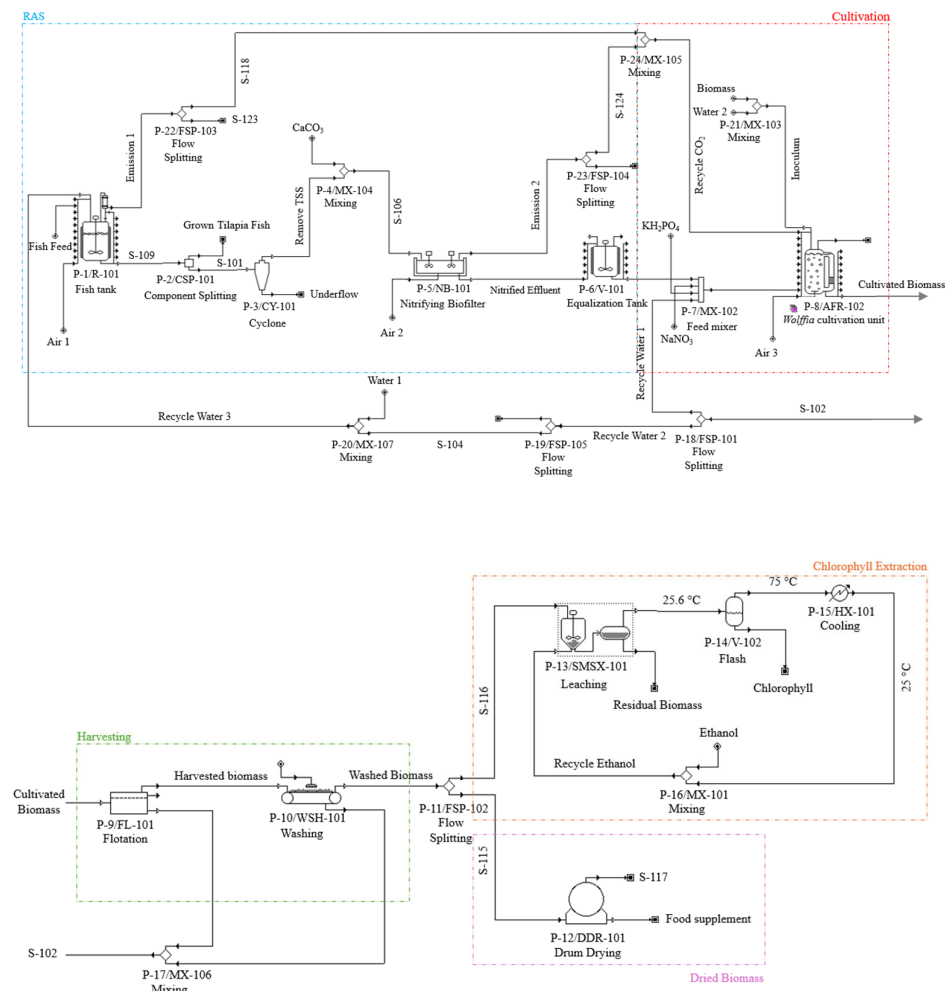 RAS
Cultivation
P-24/MX-105
Mixing
S-118
S-123
P-22/FSP-103
Flow
Splitting
Emission 1
CaCO₃
P-4/MX-104
Mixing
S-124
P-23/FSP-104
Flow
Splitting
Emission 2
Biomass
Water 2
P-21/MX-103
Mixing
Recycle CO₂
Inoculum
Remove TSS
S-106
Grown Tilapia Fish
KH₂PO₄
Fish Feed
S-109
S-101
P-1/R-101
Fish tank
P-2/CSP-101
Component Splitting
P-3/CY-101
Cyclone
Underflow
P-5/NB-101
Nitrifying Biofilter
Nitrified Effluent
P-6/V-101
Equalization Tank
P-7/MX-102
Feed mixer
P-8/AFR-102
Wolffia cultivation unit
Cultivated Biomass
Air 1
Air 2
NaNO₃
Air 3
Recycle Water 1
Water 1
Recycle Water 3
P-20/MX-107
Mixing
S-104
P-19/FSP-105
Flow
Splitting
Recycle Water 2
P-18/FSP-101
Flow
Splitting
S-102
Chlorophyll Extraction
75 °C
25.6 °C
P-15/HX-101
Cooling
P-14/V-102
Flash
P-13/SMSX-101
Leaching
Chlorophyll
Residual Biomass
25 °C
S-116
Ethanol
Recycle Ethanol
P-16/MX-101
Mixing
Harvesting
Harvested biomass
Washed Biomass
Cultivated
Biomass
P-9/FL-101
Flotation
P-10/WSH-101
Washing
P-11/FSP-102
Flow
Splitting
S-115
S-117
Food supplement
P-12/DDR-101
Drum Drying
Dried Biomass
S-102
P-17/MX-106
Mixing